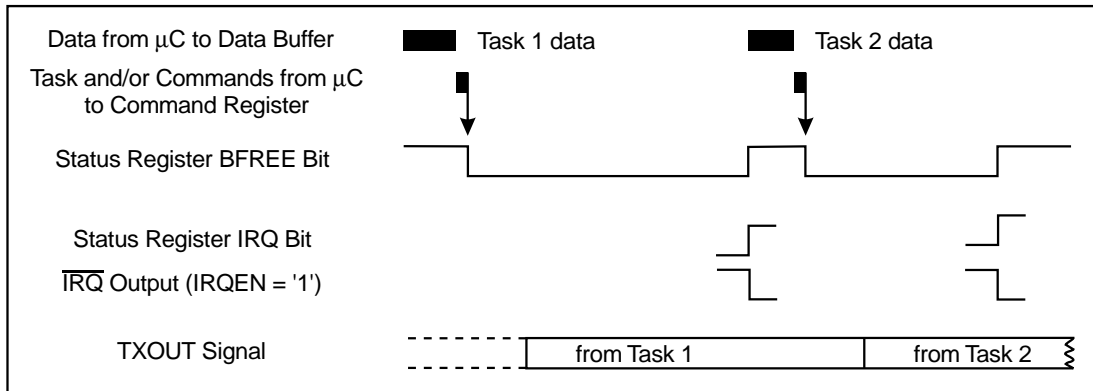 Data from μC to Data Buffer
Task 1 data
Task 2 data
Task and/or Commands from μC
to Command Register
Status Register BFREE Bit
Status Register IRQ Bit
I̅R̅Q̅ Output (IRQEN = '1')
TXOUT Signal
from Task 1
from Task 2